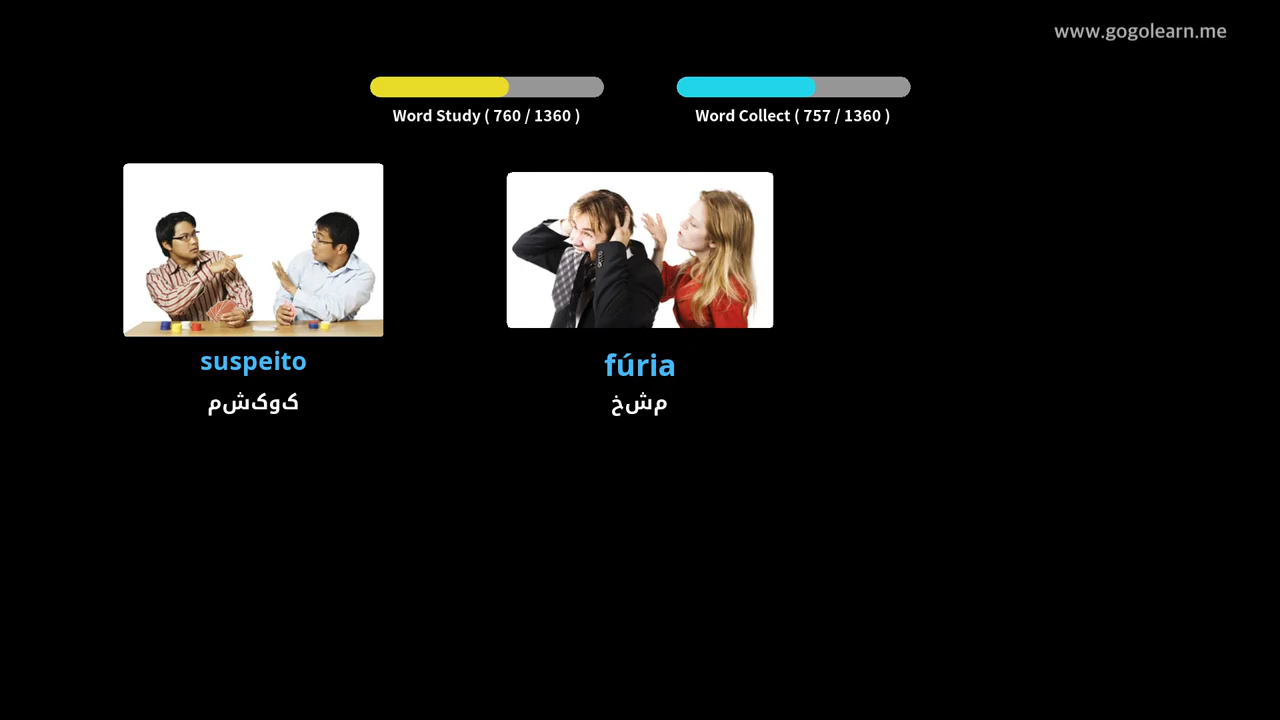 www.gogolearn.me
Word Study ( 760 / 1360 )
Word Collect ( 757 / 1360 )
suspeito
کوکشم
fúria
مشخ